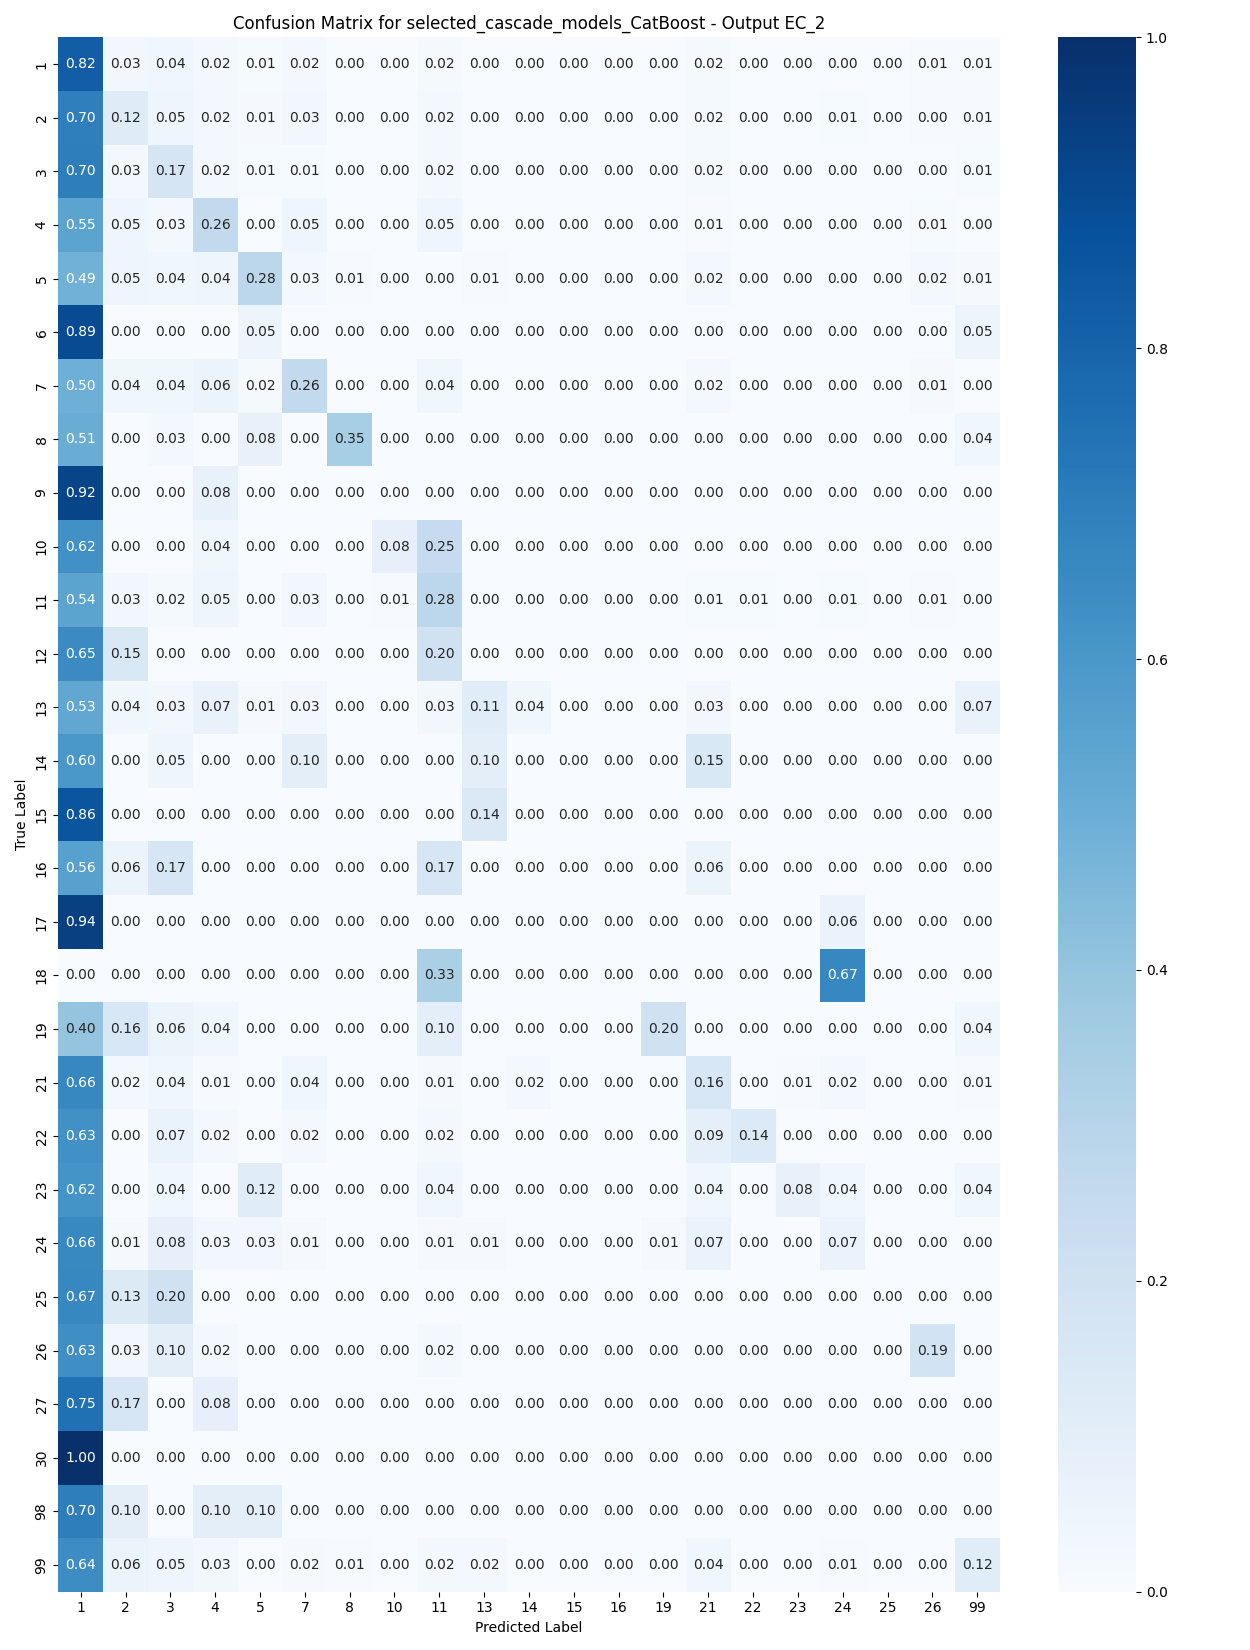 Confusion Matrix for selected_cascade_models_CatBoost - Output EC_2
1 0.82 0.03 0.04 0.02 0.01 0.02 0.00 0.00 0.02 0.00 0.00 0.00 0.00 0.00 0.02 0.00 0.00 0.00 0.00 0.01 0.01
2 0.70 0.12 0.05 0.02 0.01 0.03 0.00 0.00 0.02 0.00 0.00 0.00 0.00 0.00 0.02 0.00 0.00 0.01 0.00 0.00 0.01
3 0.70 0.03 0.17 0.02 0.01 0.01 0.00 0.00 0.02 0.00 0.00 0.00 0.00 0.00 0.02 0.00 0.00 0.00 0.00 0.00 0.01
4 0.55 0.05 0.03 0.26 0.00 0.05 0.00 0.00 0.05 0.00 0.00 0.00 0.00 0.00 0.01 0.00 0.00 0.00 0.00 0.01 0.00
5 0.49 0.05 0.04 0.04 0.28 0.03 0.01 0.00 0.00 0.01 0.00 0.00 0.00 0.00 0.02 0.00 0.00 0.00 0.00 0.02 0.01
6 0.89 0.00 0.00 0.00 0.05 0.00 0.00 0.00 0.00 0.00 0.00 0.00 0.00 0.00 0.00 0.00 0.00 0.00 0.00 0.00 0.05
7 0.50 0.04 0.04 0.06 0.02 0.26 0.00 0.00 0.04 0.00 0.00 0.00 0.00 0.00 0.02 0.00 0.00 0.00 0.00 0.01 0.00
8 0.51 0.00 0.03 0.00 0.08 0.00 0.35 0.00 0.00 0.00 0.00 0.00 0.00 0.00 0.00 0.00 0.00 0.00 0.00 0.00 0.04
9 0.92 0.00 0.00 0.08 0.00 0.00 0.00 0.00 0.00 0.00 0.00 0.00 0.00 0.00 0.00 0.00 0.00 0.00 0.00 0.00 0.00
10 0.62 0.00 0.00 0.04 0.00 0.00 0.00 0.08 0.25 0.00 0.00 0.00 0.00 0.00 0.00 0.00 0.00 0.00 0.00 0.00 0.00
11 0.54 0.03 0.02 0.05 0.00 0.03 0.00 0.01 0.28 0.00 0.00 0.00 0.00 0.00 0.01 0.01 0.00 0.01 0.00 0.01 0.00
12 0.65 0.15 0.00 0.00 0.00 0.00 0.00 0.00 0.20 0.00 0.00 0.00 0.00 0.00 0.00 0.00 0.00 0.00 0.00 0.00 0.00
13 0.53 0.04 0.03 0.07 0.01 0.03 0.00 0.00 0.03 0.11 0.04 0.00 0.00 0.00 0.03 0.00 0.00 0.00 0.00 0.00 0.07
14 0.60 0.00 0.05 0.00 0.00 0.10 0.00 0.00 0.00 0.10 0.00 0.00 0.00 0.00 0.15 0.00 0.00 0.00 0.00 0.00 0.00
15 0.86 0.00 0.00 0.00 0.00 0.00 0.00 0.00 0.00 0.14 0.00 0.00 0.00 0.00 0.00 0.00 0.00 0.00 0.00 0.00 0.00
16 0.56 0.06 0.17 0.00 0.00 0.00 0.00 0.00 0.17 0.00 0.00 0.00 0.00 0.00 0.06 0.00 0.00 0.00 0.00 0.00 0.00
17 0.94 0.00 0.00 0.00 0.00 0.00 0.00 0.00 0.00 0.00 0.00 0.00 0.00 0.00 0.00 0.00 0.00 0.06 0.00 0.00 0.00
18 0.00 0.00 0.00 0.00 0.00 0.00 0.00 0.00 0.33 0.00 0.00 0.00 0.00 0.00 0.00 0.00 0.00 0.67 0.00 0.00 0.00
19 0.40 0.16 0.06 0.04 0.00 0.00 0.00 0.00 0.10 0.00 0.00 0.00 0.00 0.20 0.00 0.00 0.00 0.00 0.00 0.00 0.04
21 0.66 0.02 0.04 0.01 0.00 0.04 0.00 0.00 0.01 0.00 0.02 0.00 0.00 0.00 0.16 0.00 0.01 0.02 0.00 0.00 0.01
22 0.63 0.00 0.07 0.02 0.00 0.02 0.00 0.00 0.02 0.00 0.00 0.00 0.00 0.00 0.09 0.14 0.00 0.00 0.00 0.00 0.00
23 0.62 0.00 0.04 0.00 0.12 0.00 0.00 0.00 0.04 0.00 0.00 0.00 0.00 0.00 0.04 0.00 0.08 0.04 0.00 0.00 0.04
24 0.66 0.01 0.08 0.03 0.03 0.01 0.00 0.00 0.01 0.01 0.00 0.00 0.00 0.01 0.07 0.00 0.00 0.07 0.00 0.00 0.00
25 0.67 0.13 0.20 0.00 0.00 0.00 0.00 0.00 0.00 0.00 0.00 0.00 0.00 0.00 0.00 0.00 0.00 0.00 0.00 0.00 0.00
26 0.63 0.03 0.10 0.02 0.00 0.00 0.00 0.00 0.02 0.00 0.00 0.00 0.00 0.00 0.00 0.00 0.00 0.00 0.00 0.19 0.00
27 0.75 0.17 0.00 0.08 0.00 0.00 0.00 0.00 0.00 0.00 0.00 0.00 0.00 0.00 0.00 0.00 0.00 0.00 0.00 0.00 0.00
30 1.00 0.00 0.00 0.00 0.00 0.00 0.00 0.00 0.00 0.00 0.00 0.00 0.00 0.00 0.00 0.00 0.00 0.00 0.00 0.00 0.00
98 0.70 0.10 0.00 0.10 0.10 0.00 0.00 0.00 0.00 0.00 0.00 0.00 0.00 0.00 0.00 0.00 0.00 0.00 0.00 0.00 0.00
99 0.64 0.06 0.05 0.03 0.00 0.02 0.01 0.00 0.02 0.02 0.00 0.00 0.00 0.00 0.04 0.00 0.00 0.01 0.00 0.00 0.12
1 2 3 4 5 7 8 10 11 13 14 15 16 19 21 22 23 24 25 26 99
Predicted Label
True Label
1.0
0.8
0.6
0.4
0.2
0.0